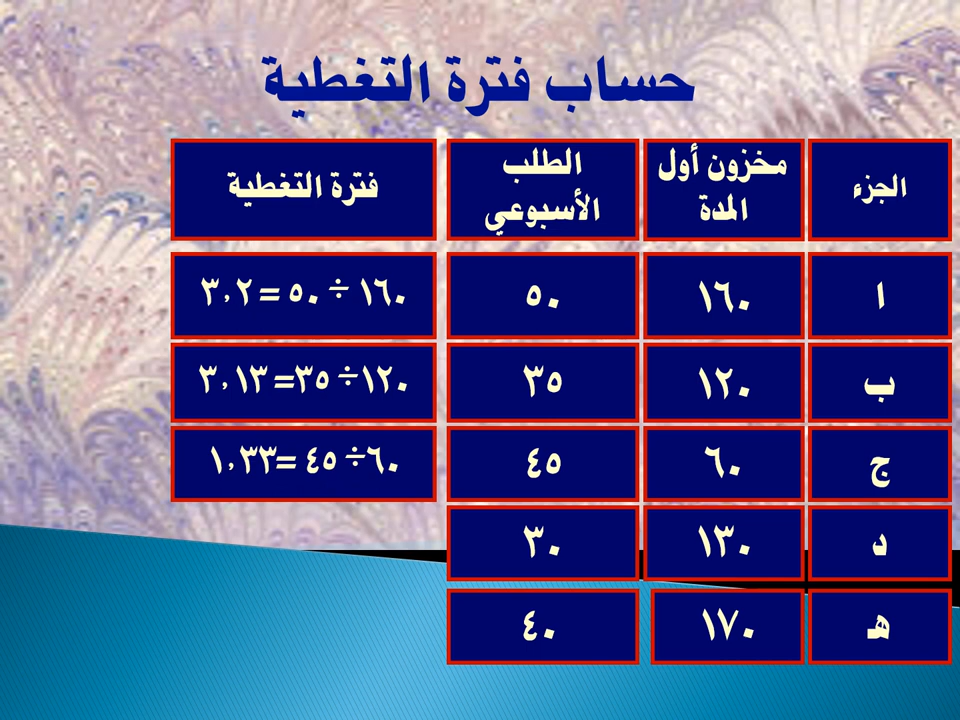 حساب فترة التغطية
الجزء
مخزون أول
المدة
الطلب
الأسبوعي
فترة التغطية
ا
١٦٠
٥٠
١٦٠ ÷ ٥٠ = ٣,٢
ب
١٢٠
٣٥
١٢٠÷ ٣٥= ٣,١٣
ج
٦٠
٤٥
٦٠÷ ٤٥ =١,٣٣
د
١٣٠
٣٠
هـ
١٧٠
٤٠